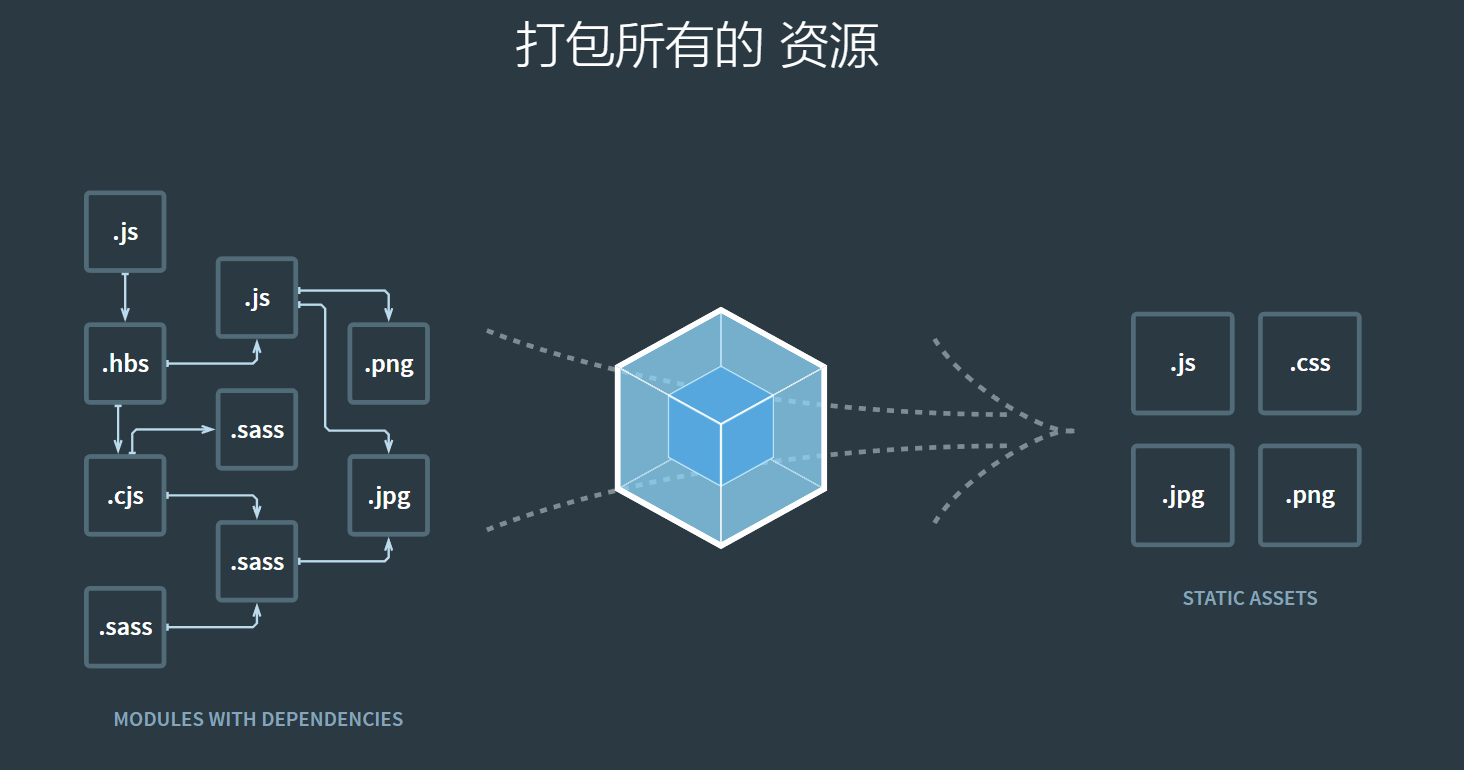 打包所有的 资源
.js
.js
.hbs
.png
.sass
.cjs
.jpg
.sass
.sass
MODULES WITH DEPENDENCIES
.js
.css
.jpg
.png
STATIC ASSETS